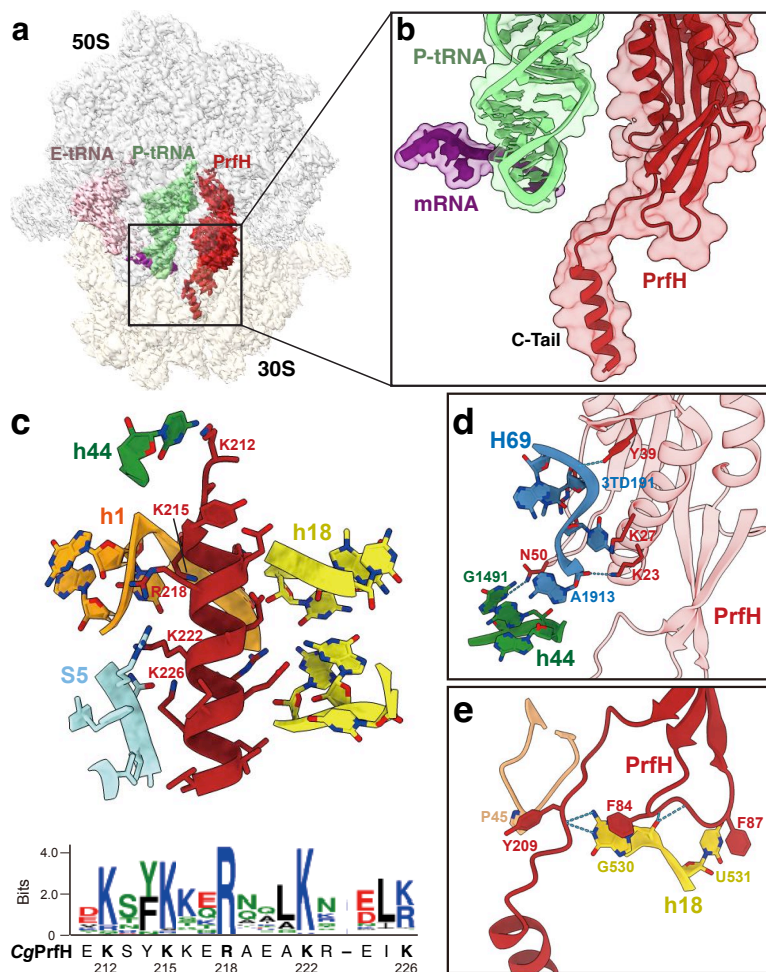 a
50S
E-tRNA
P-tRNA
PrfH
30S
b
P-tRNA
mRNA
PrfH
C-Tail
c
h44
K212
K215
h1
h18
R218
K222
K226
S5
d
H69
Y39
3TD191
K27
N50
K23
G1491
A1913
h44
PrfH
e
PrfH
P45
F84
F87
Y209
G530
U531
h18
4.0
2.0
0.0
Bits
CgPrfH E K S Y K K E R A E A K R – E I K
212 215 218 222 226